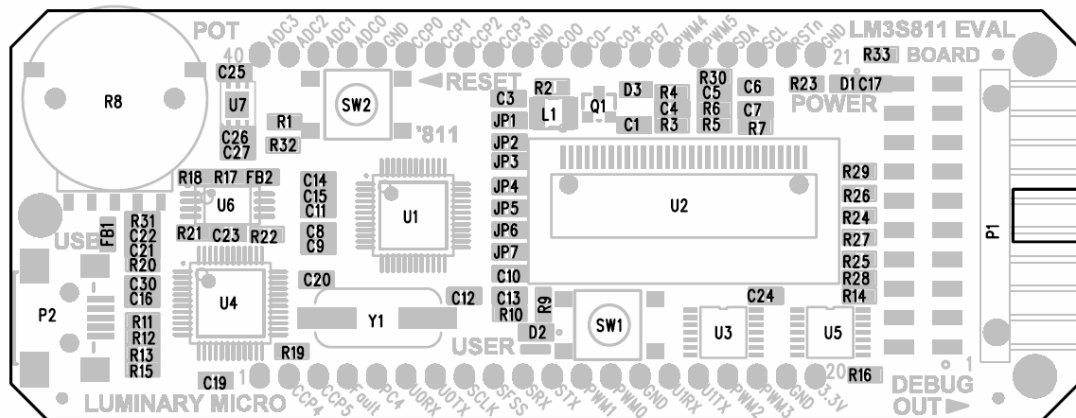 POT
40
ADC3 ADC2 ADC1 ADC0 GND CCP0 CCP1 CCP2 CCP3 GND C0O C0- C0+ PB7 PWM4 PWM5 SDA SCL RSTn GND
21
LM3S811 EVAL
BOARD
R33
R8
C25
U7
C26
C27
R1
R32
SW2
RESET
'811
C3
JP1
JP2
JP3
JP4
JP5
JP6
JP7
C10
C13
R10
R2
L1
Q1
D3
C1
R4
C4
R3
R30
C5
R6
R5
C6
C7
R7
R23
D1
C17
POWER
R18
R17
FB2
U6
R21
C23
R22
C14
C15
C11
C8
C9
U1
U2
R29
R26
R24
R27
R25
R28
R14
P1
USB
FB1
R31
C22
C21
R20
C30
C16
R11
R12
R13
R15
P2
U4
C20
Y1
C12
R9
D2
USER
SW1
C24
U3
U5
R19
C19
R16
1
CCP4 CCP5 Fault PC4 U0RX U0TX SCLK SFSS SRX STX PWM1 PWM0 GND U1RX U1TX PWM2 PWM3 GND 3.3V
20
1
DEBUG
OUT
LUMINARY MICRO